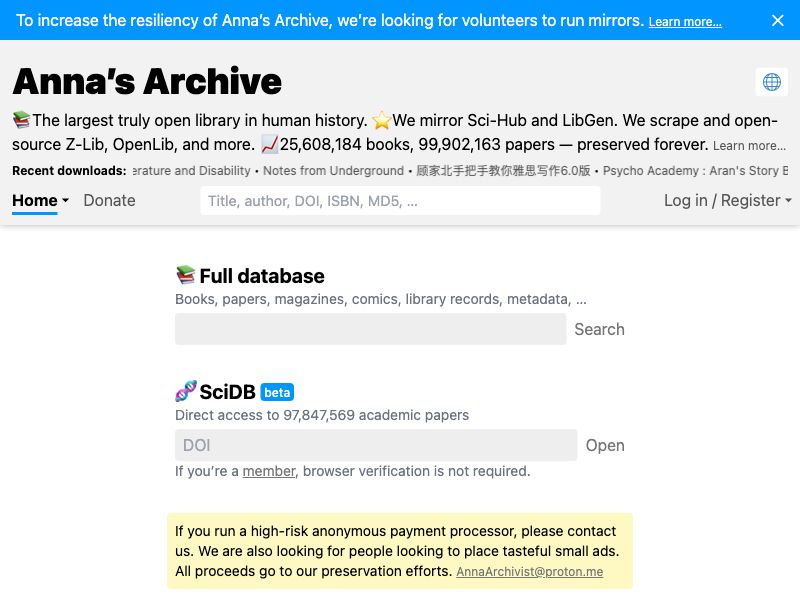 To increase the resiliency of Anna's Archive, we're looking for volunteers to run mirrors. Learn more…
Anna's Archive
📚The largest truly open library in human history. ⭐️We mirror Sci-Hub and LibGen. We scrape and open-
source Z-Lib, OpenLib, and more. 📈25,608,184 books, 99,902,163 papers — preserved forever. Learn more…
Recent downloads: erature and Disability • Notes from Underground • 顾家北手把手教你雅思写作6.0版 • Psycho Academy : Aran's Story B
Home Donate Title, author, DOI, ISBN, MD5, … Log in / Register
📚 Full database
Books, papers, magazines, comics, library records, metadata, …
Search
🧬 SciDB beta
Direct access to 97,847,569 academic papers
DOI Open
If you're a member, browser verification is not required.
If you run a high-risk anonymous payment processor, please contact
us. We are also looking for people looking to place tasteful small ads.
All proceeds go to our preservation efforts. AnnaArchivist@proton.me